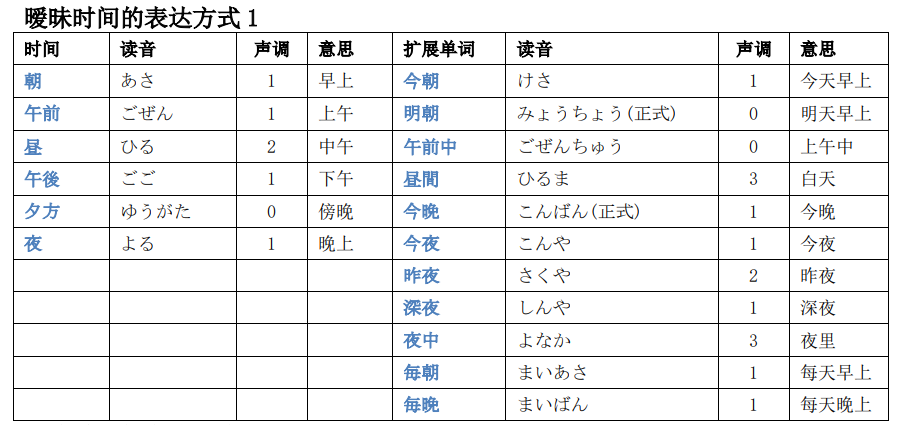 暧昧时间的表达方式 1
时间 读音 声调 意思 扩展单词 读音 声调 意思
朝 あさ 1 早上 今朝 けさ 1 今天早上
午前 ごぜん 1 上午 明朝 みょうちょう(正式) 0 明天早上
昼 ひる 2 中午 午前中 ごぜんちゅう 0 上午中
午後 ごご 1 下午 昼間 ひるま 3 白天
夕方 ゆうがた 0 傍晚 今晩 こんばん(正式) 1 今晚
夜 よる 1 晚上 今夜 こんや 1 今夜
昨夜 さくや 2 昨夜
深夜 しんや 1 深夜
夜中 よなか 3 夜里
毎朝 まいあさ 1 每天早上
毎晩 まいばん 1 每天晚上